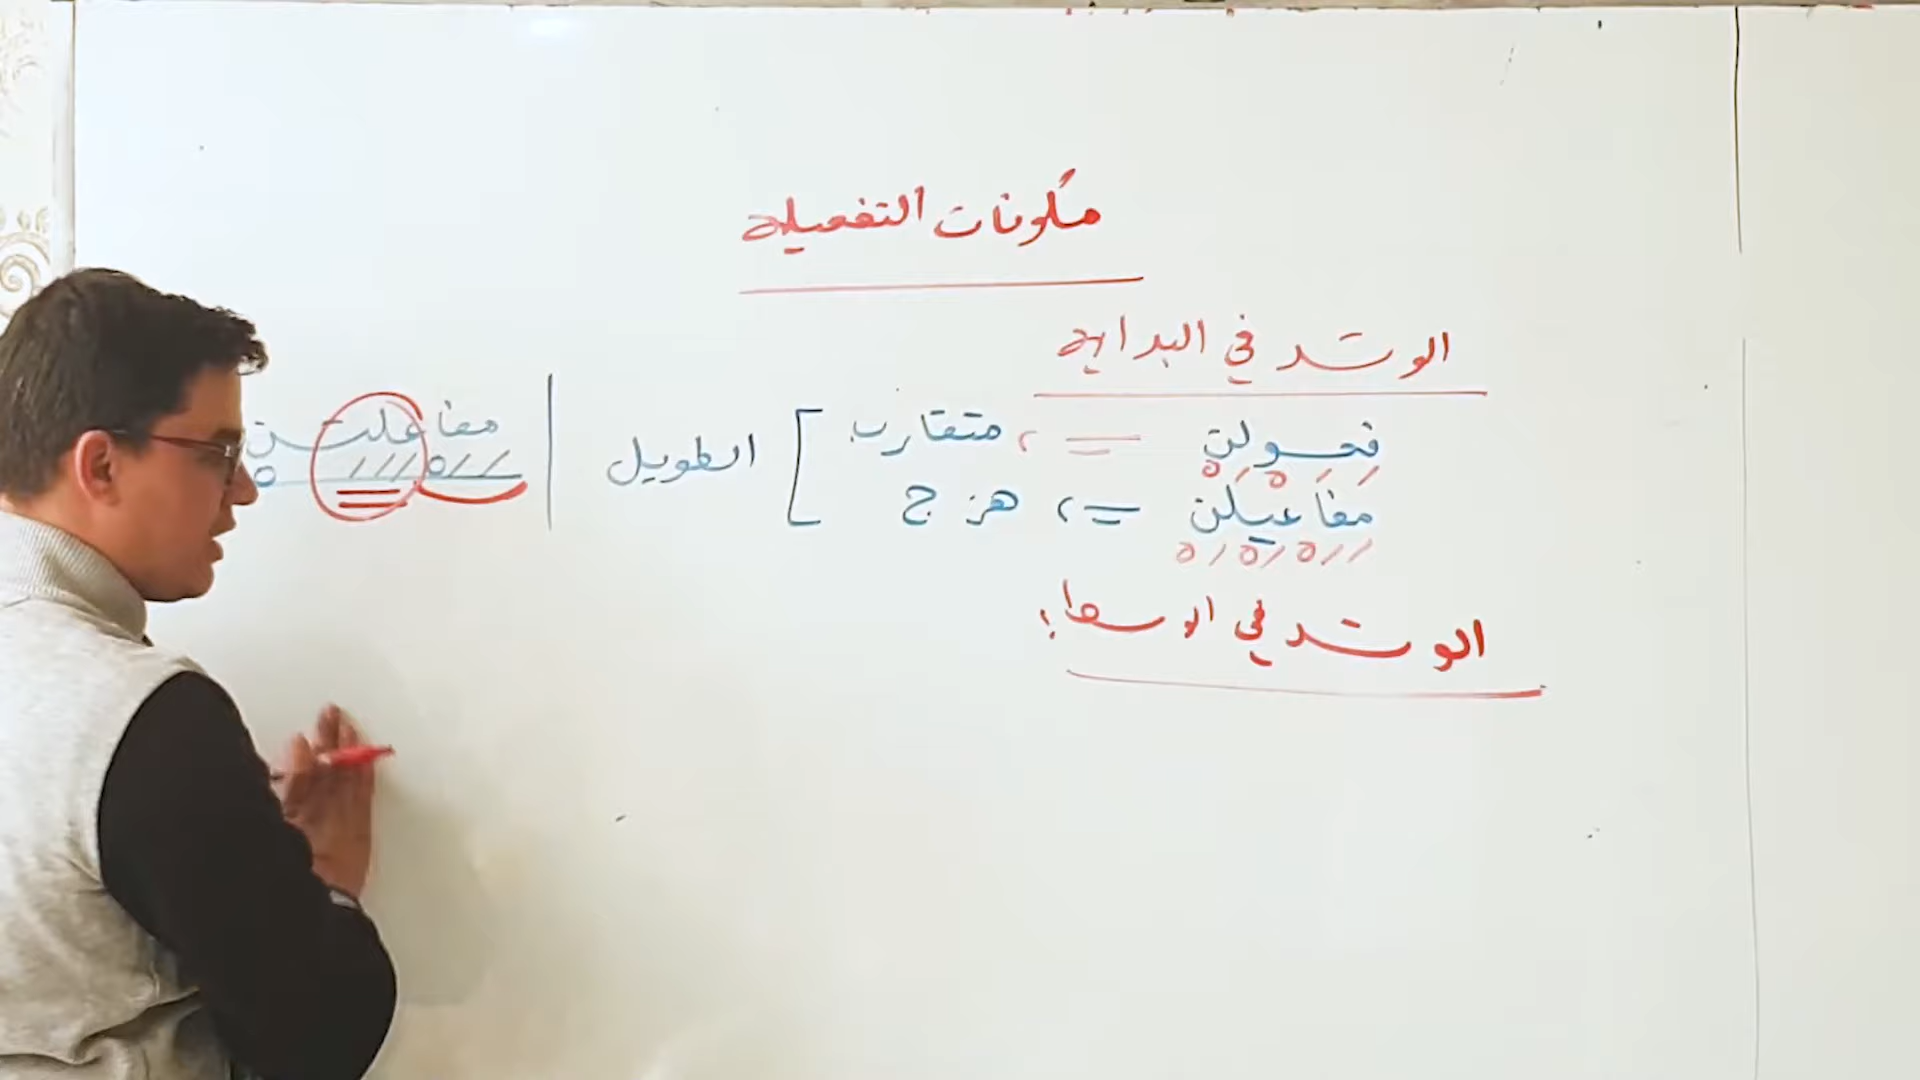 مكونات التفعيلة
الوتد في البداية
فعولن = ، متقارب
//o/o
مفاعيلن = ، هزج
//o/o/o
الطويل
مفاعلتن
//o///o
الوتد في الوسط: